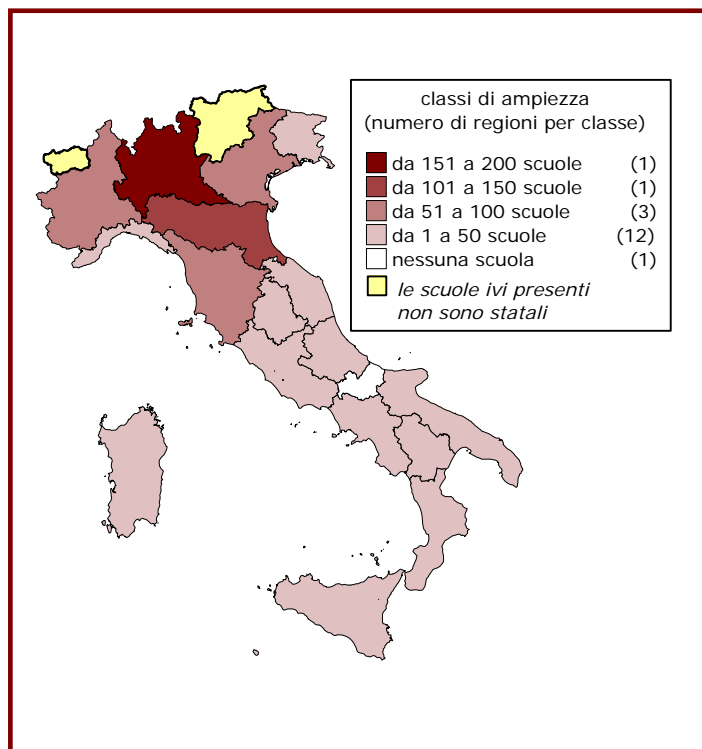 classi di ampiezza
(numero di regioni per classe)
da 151 a 200 scuole (1)
da 101 a 150 scuole (1)
da 51 a 100 scuole (3)
da 1 a 50 scuole (12)
nessuna scuola (1)
le scuole ivi presenti
non sono statali